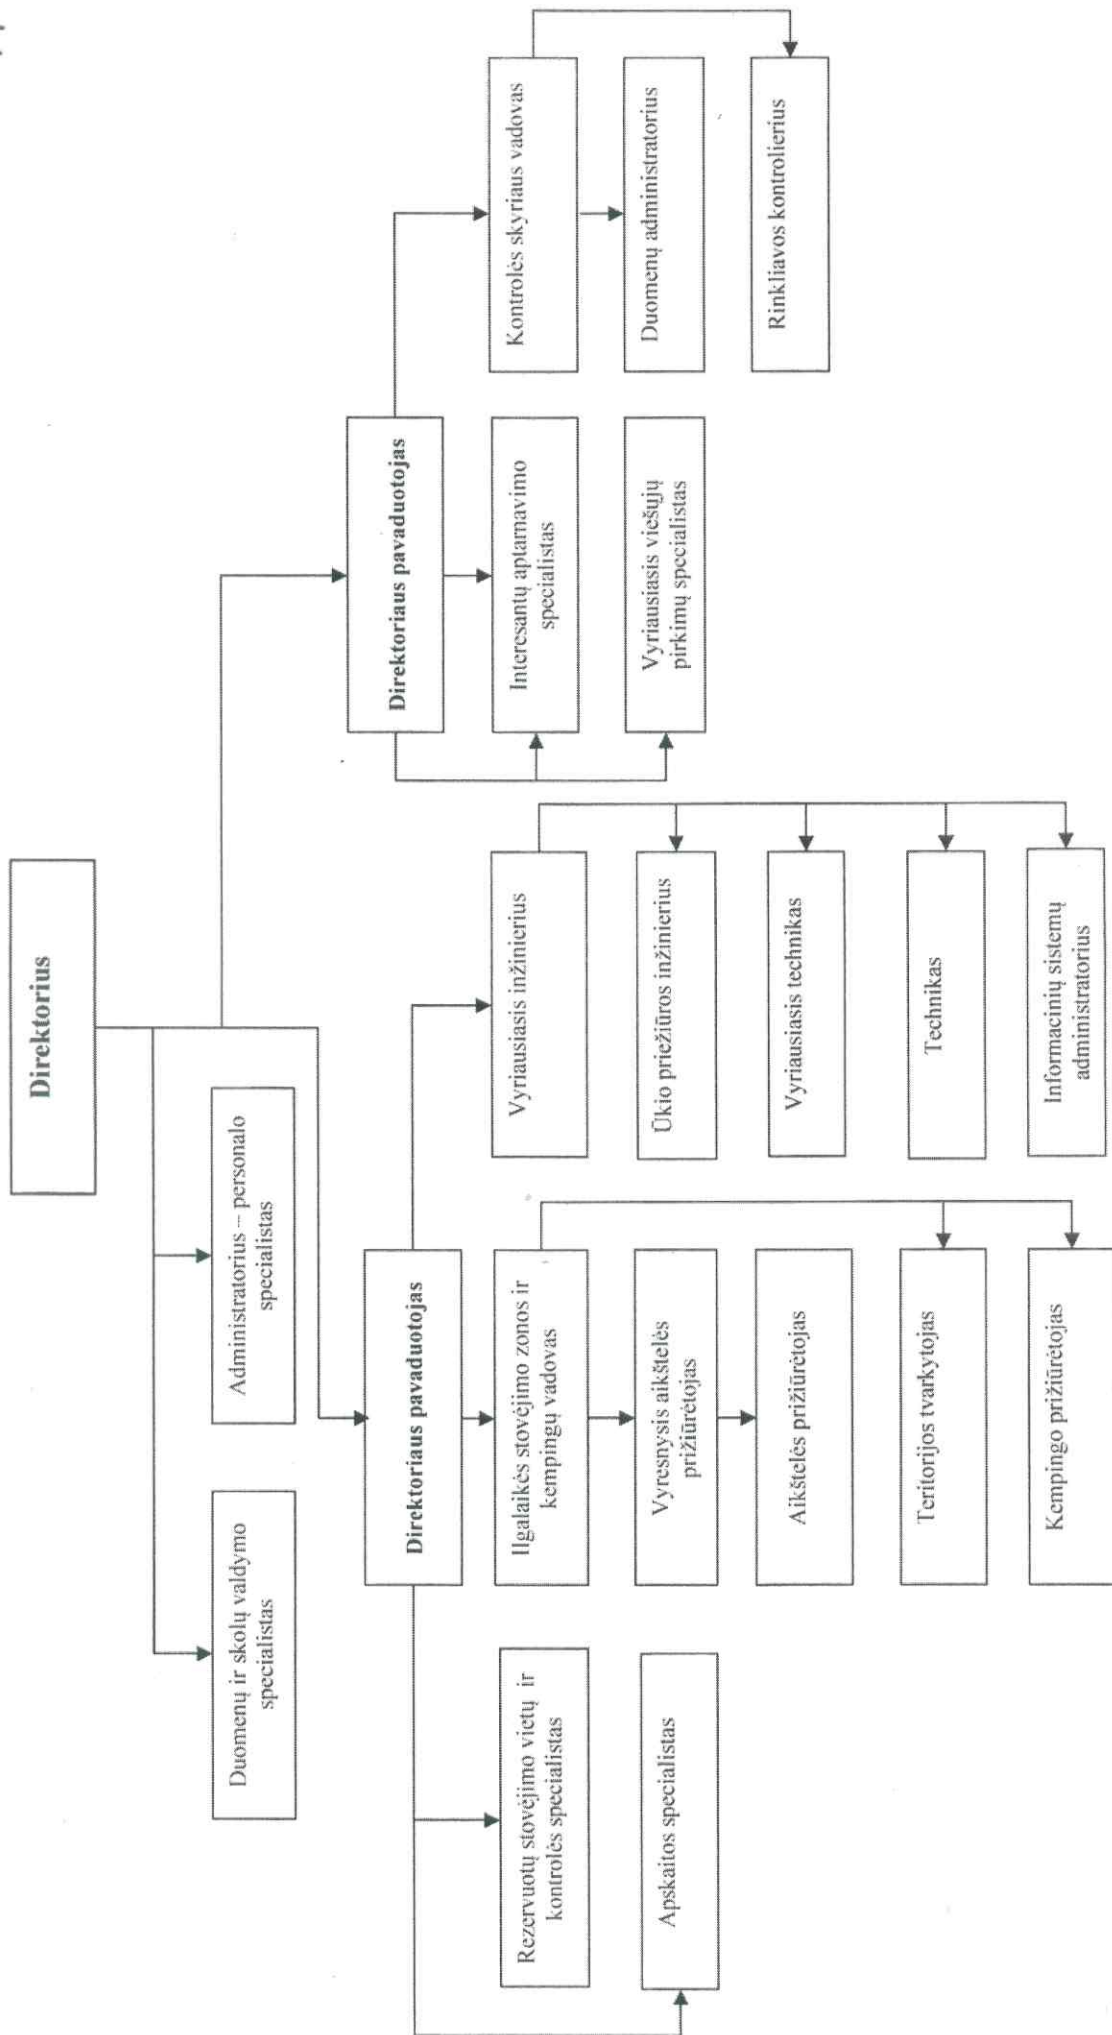 Direktorius
Duomenų ir skolų valdymo
specialistas
Administratorius – personalo
specialistas
Direktoriaus pavaduotojas
Direktoriaus pavaduotojas
Rezervuotų stovėjimo vietų ir
kontrolės specialistas
Apskaitos specialistas
Ilgalaikės stovėjimo zonos ir
kempingų vadovas
Vyresnysis aikštelės
prižiūrėtojas
Aikštelės prižiūrėtojas
Teritorijos tvarkytojas
Kempingo prižiūrėtojas
Vyriausiasis inžinierius
Ūkio priežiūros inžinierius
Vyriausiasis technikas
Technikas
Informacinių sistemų
administratorius
Interesantų aptarnavimo
specialistas
Vyriausiasis viešųjų
pirkimų specialistas
Kontrolės skyriaus vadovas
Duomenų administratorius
Rinkliavos kontrolierius